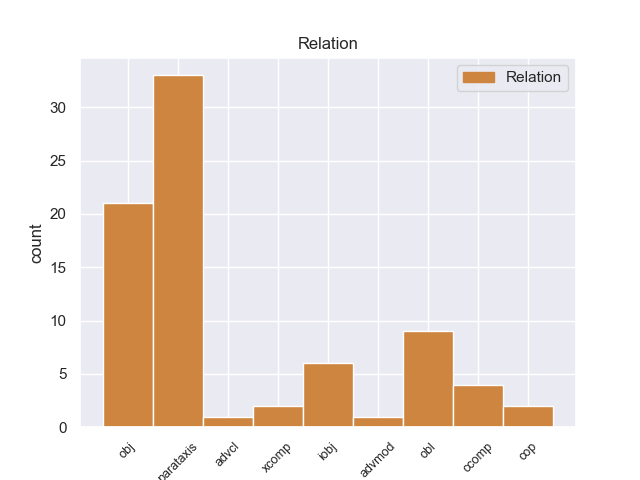 Relation
Relation
count
30
25
20
15
10
5
0
obj
parataxis
advcl
xcomp
iobj
advmod
obl
ccomp
cop